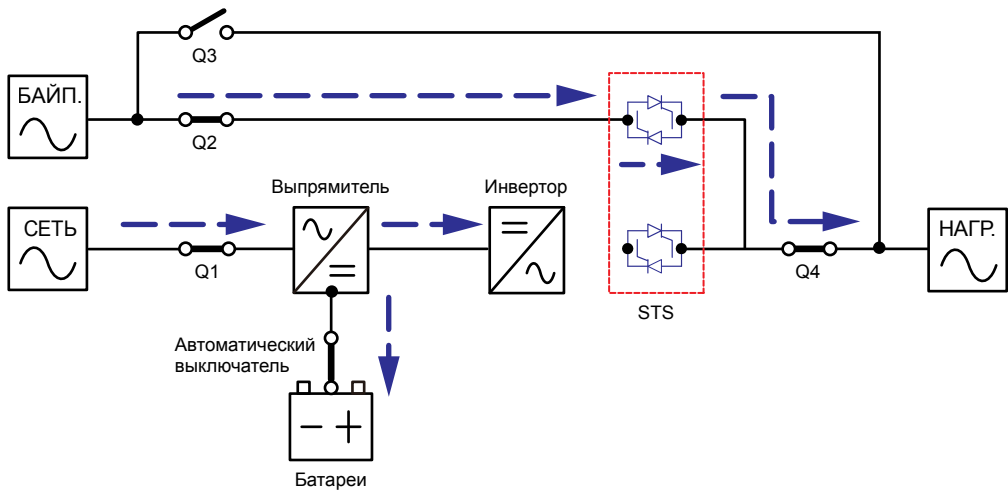 Q3
БАЙП.
Q2
Выпрямитель
Инвертор
СЕТЬ
НАГР.
Q1
Q4
STS
Автоматический
выключатель
Батареи